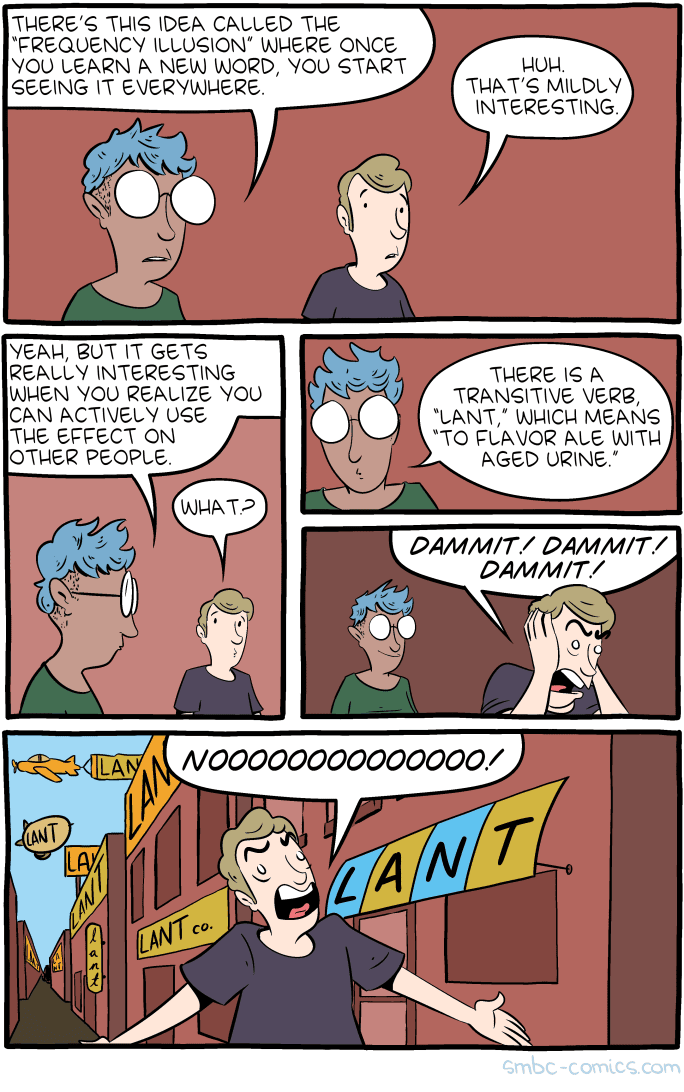 THERE'S THIS IDEA CALLED THE
"FREQUENCY ILLUSION" WHERE ONCE
YOU LEARN A NEW WORD, YOU START
SEEING IT EVERYWHERE.
HUH.
THAT'S MILDLY
INTERESTING.
YEAH, BUT IT GETS
REALLY INTERESTING
WHEN YOU REALIZE YOU
CAN ACTIVELY USE
THE EFFECT ON
OTHER PEOPLE.
WHAT?
THERE IS A
TRANSITIVE VERB,
"LANT," WHICH MEANS
"TO FLAVOR ALE WITH
AGED URINE."
DAMMIT! DAMMIT!
DAMMIT!
NOOOOOOOOOOOOOO!
LAN
LAN
LANT
LA
LANT
LANT co.
lant
LANT
smbc-comics.com